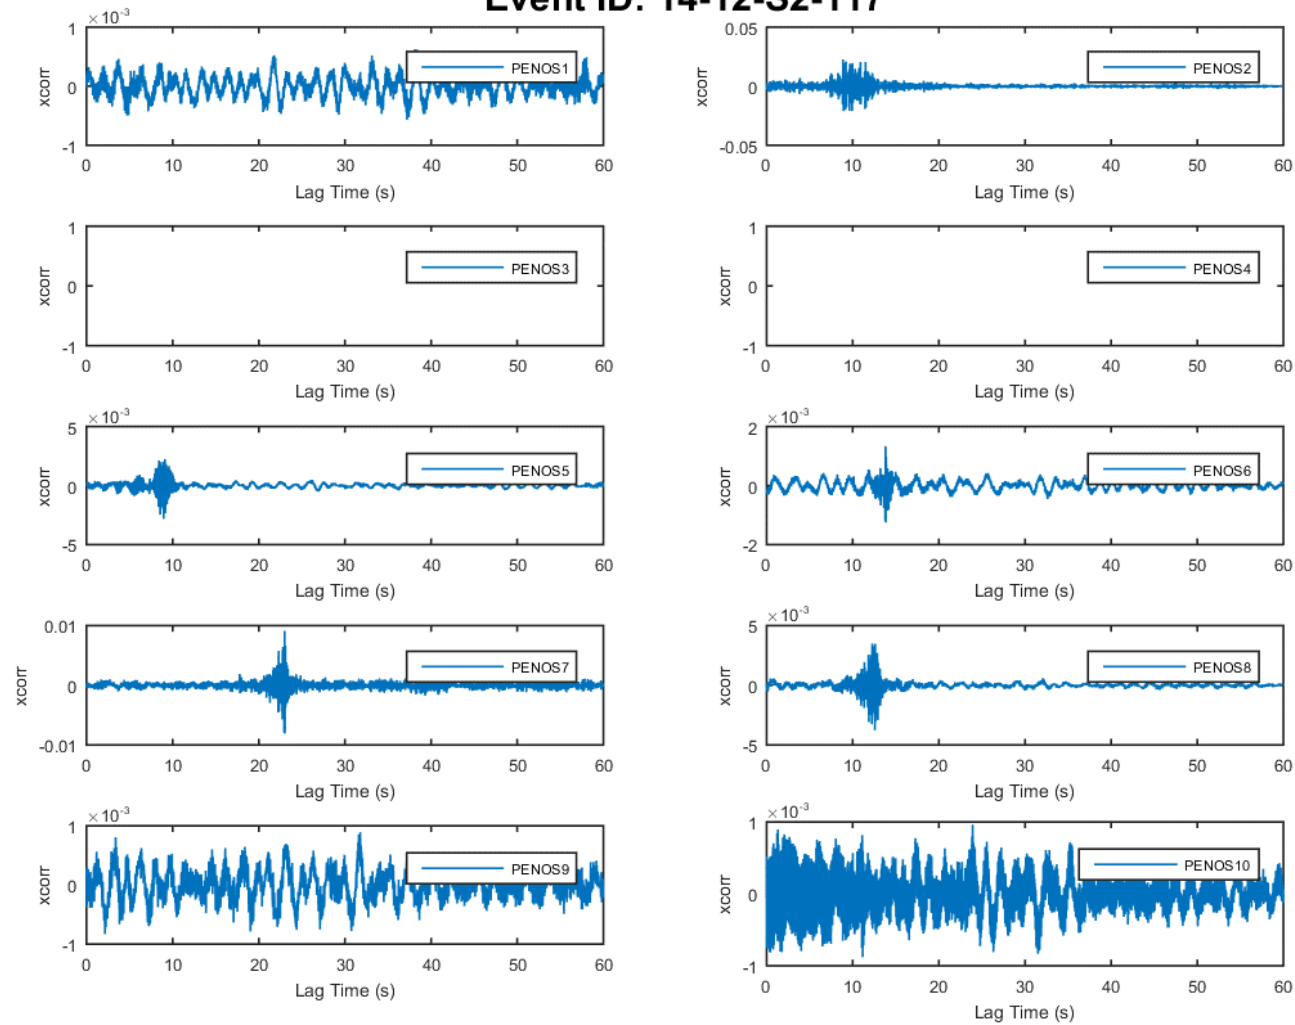 Event ID: 14-12-S2-117
×10-3
1
0
-1
xcorr
PENOS1
0 10 20 30 40 50 60
Lag Time (s)
0.05
0
-0.05
xcorr
PENOS2
0 10 20 30 40 50 60
Lag Time (s)
1
0
-1
xcorr
PENOS3
0 10 20 30 40 50 60
Lag Time (s)
1
0
-1
xcorr
PENOS4
0 10 20 30 40 50 60
Lag Time (s)
×10-3
5
0
-5
xcorr
PENOS5
0 10 20 30 40 50 60
Lag Time (s)
×10-3
2
0
-2
xcorr
PENOS6
0 10 20 30 40 50 60
Lag Time (s)
0.01
0
-0.01
xcorr
PENOS7
0 10 20 30 40 50 60
Lag Time (s)
×10-3
5
0
-5
xcorr
PENOS8
0 10 20 30 40 50 60
Lag Time (s)
×10-3
1
0
-1
xcorr
PENOS9
0 10 20 30 40 50 60
Lag Time (s)
×10-3
1
0
-1
xcorr
PENOS10
0 10 20 30 40 50 60
Lag Time (s)